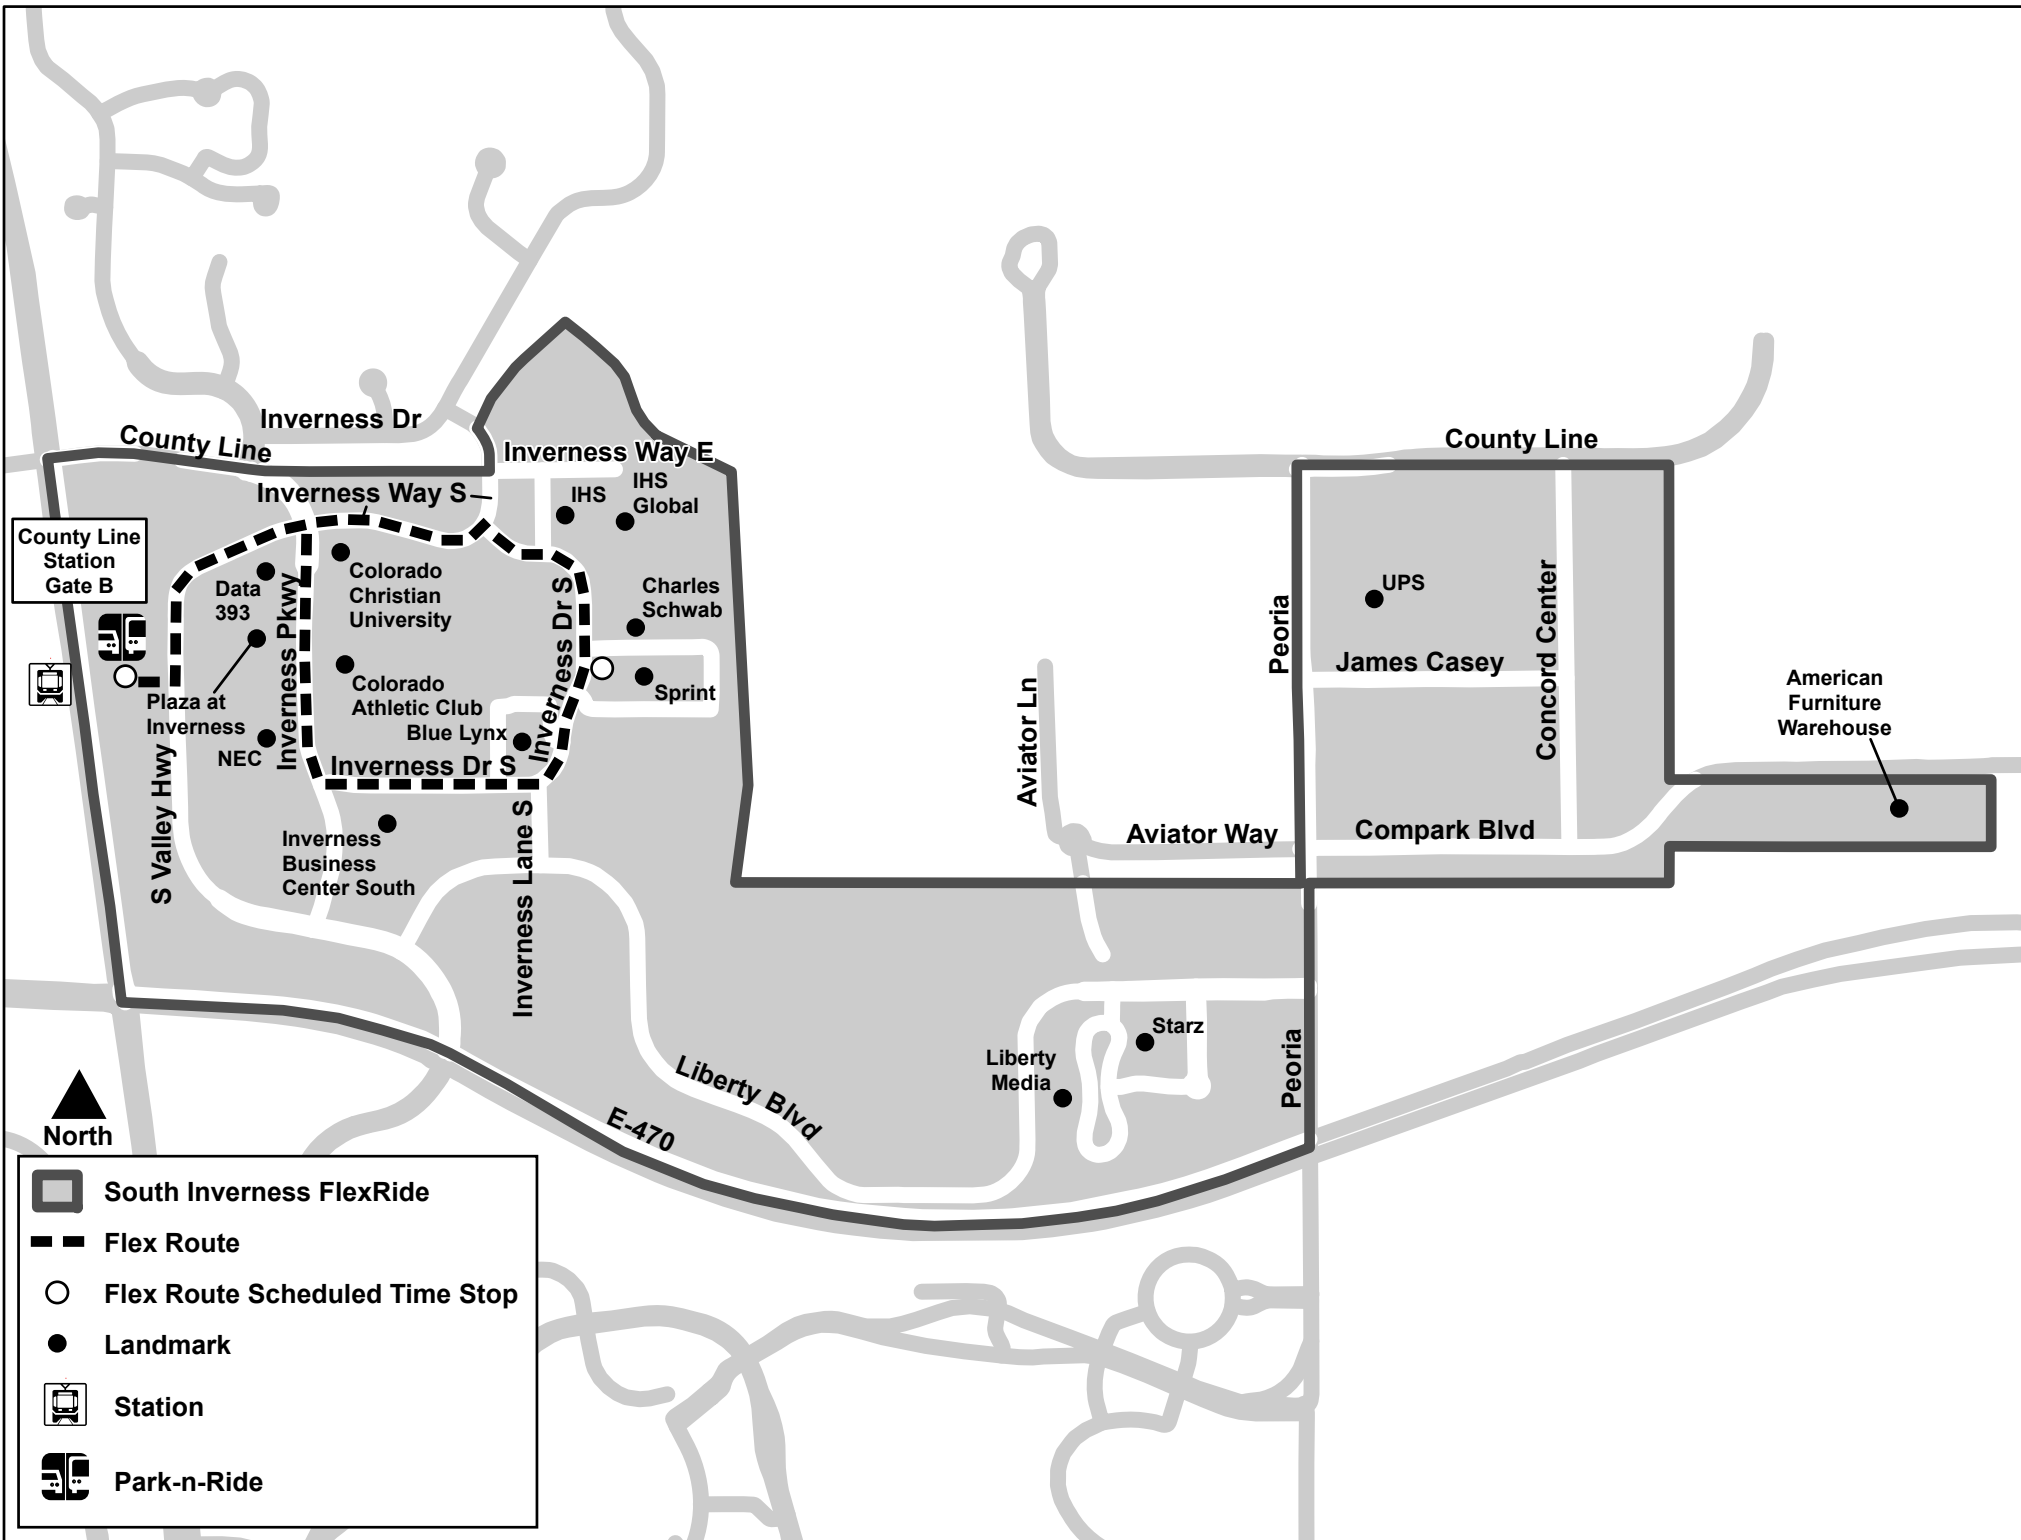 Inverness Dr
County Line
Inverness Way E
County Line
Inverness Way S
IHS
IHS
Global
County Line
Station
Gate B
Data
393
Colorado
Christian
University
Charles
Schwab
UPS
Inverness Pkwy
Inverness Dr S
Peoria
James Casey
Concord Center
Colorado
Athletic Club
Sprint
Plaza at
Inverness
Blue Lynx
NEC
Inverness Dr S
Aviator Ln
American
Furniture
Warehouse
S Valley Hwy
Inverness
Business
Center South
Inverness Lane S
Aviator Way
Compark Blvd
Starz
Liberty
Media
Peoria
Liberty Blvd
E-470
North
South Inverness FlexRide
Flex Route
Flex Route Scheduled Time Stop
Landmark
Station
Park-n-Ride